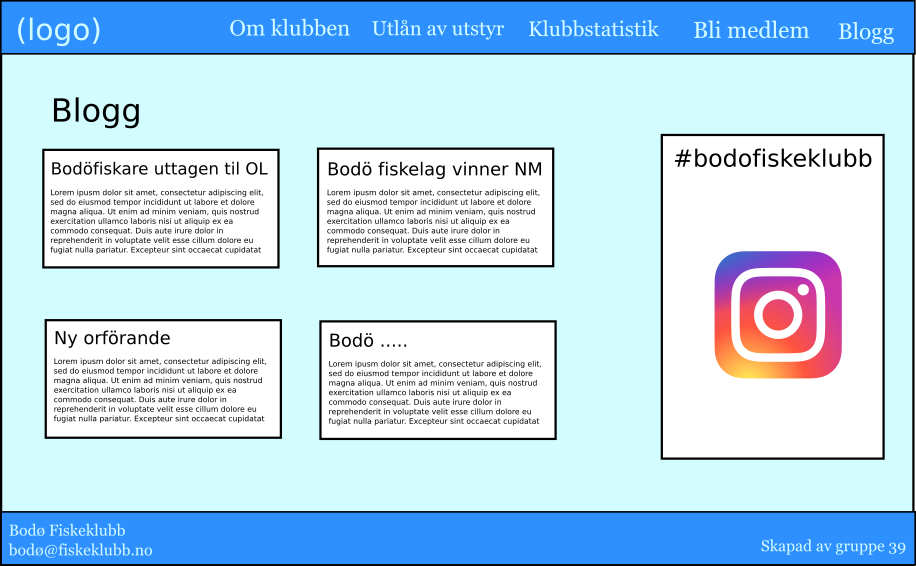 (logo)
Om klubben
Utlån av utstyr
Klubbstatistik
Bli medlem
Blogg
Blogg
Bodöfiskare uttagen til OL
Lorem ipusm dolor sit amet, consectetur adipiscing elit,
sed do eiusmod tempor incididunt ut labore et dolore
magna aliqua. Ut enim ad minim veniam, quis nostrud
exercitation ullamco laboris nisi ut aliquip ex ea
commodo consequat. Duis aute irure dolor in
reprehenderit in voluptate velit esse cillum dolore eu
fugiat nulla pariatur. Excepteur sint occaecat cupidatat
Bodö fiskelag vinner NM
Lorem ipusm dolor sit amet, consectetur adipiscing elit,
sed do eiusmod tempor incididunt ut labore et dolore
magna aliqua. Ut enim ad minim veniam, quis nostrud
exercitation ullamco laboris nisi ut aliquip ex ea
commodo consequat. Duis aute irure dolor in
reprehenderit in voluptate velit esse cillum dolore eu
fugiat nulla pariatur. Excepteur sint occaecat cupidatat
Ny orförande
Lorem ipusm dolor sit amet, consectetur adipiscing elit,
sed do eiusmod tempor incididunt ut labore et dolore
magna aliqua. Ut enim ad minim veniam, quis nostrud
exercitation ullamco laboris nisi ut aliquip ex ea
commodo consequat. Duis aute irure dolor in
reprehenderit in voluptate velit esse cillum dolore eu
fugiat nulla pariatur. Excepteur sint occaecat cupidatat
Bodö .....
Lorem ipusm dolor sit amet, consectetur adipiscing elit,
sed do eiusmod tempor incididunt ut labore et dolore
magna aliqua. Ut enim ad minim veniam, quis nostrud
exercitation ullamco laboris nisi ut aliquip ex ea
commodo consequat. Duis aute irure dolor in
reprehenderit in voluptate velit esse cillum dolore eu
fugiat nulla pariatur. Excepteur sint occaecat cupidatat
#bodofiskeklubb
Bodø Fiskeklubb
bodø@fiskeklubb.no
Skapad av gruppe 39